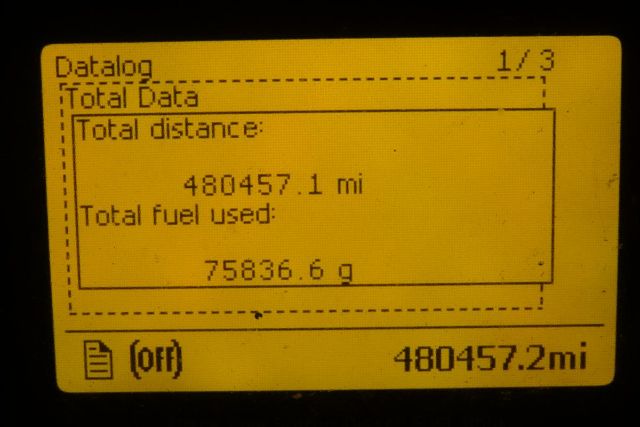 Datalog 1/3
Total Data
Total distance:
480457.1 mi
Total fuel used:
75836.6 g
(Off) 480457.2mi